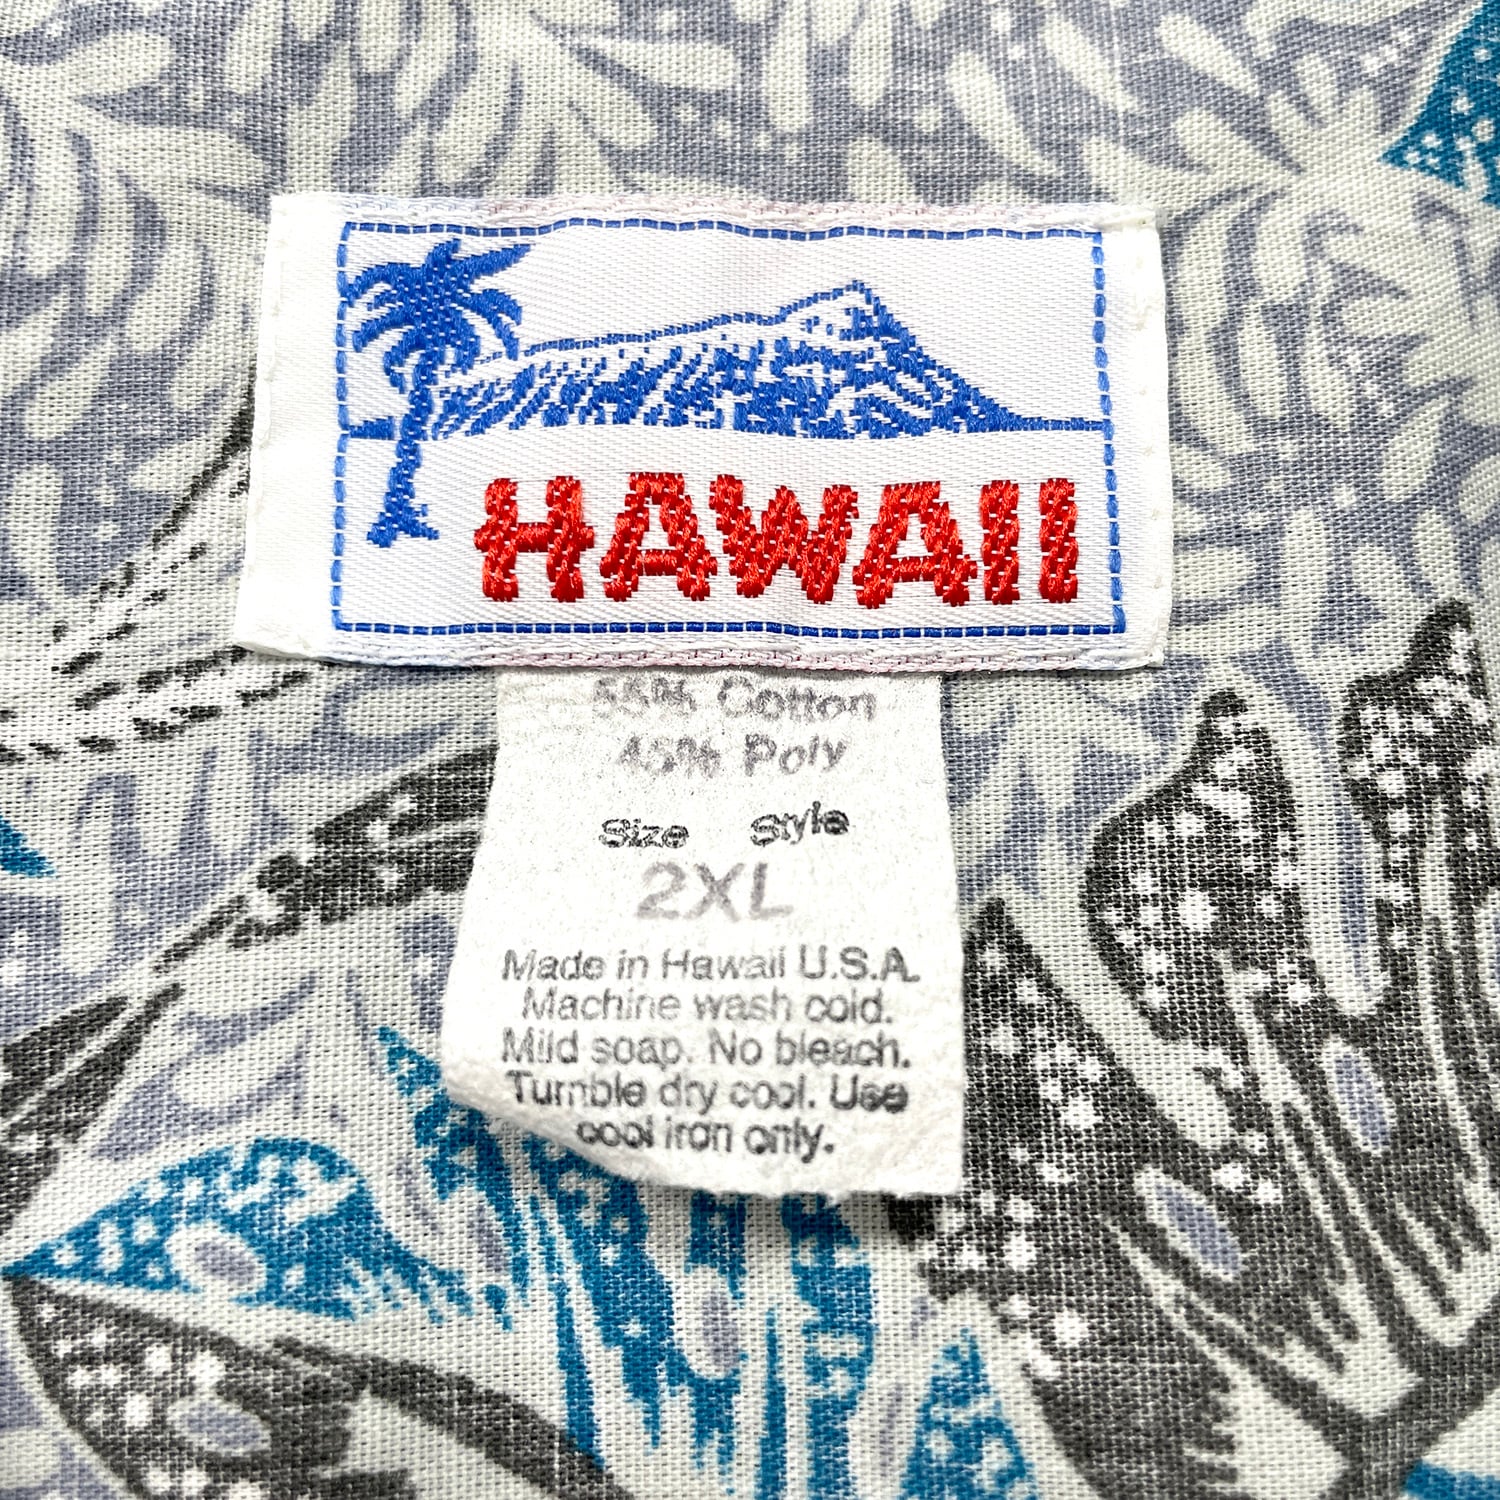 HAWAII
55% Cotton
45% Poly
Size Style
2XL
Made in Hawaii U.S.A.
Machine wash cold.
Mild soap. No bleach.
Tumble dry cool. Use
cool iron only.